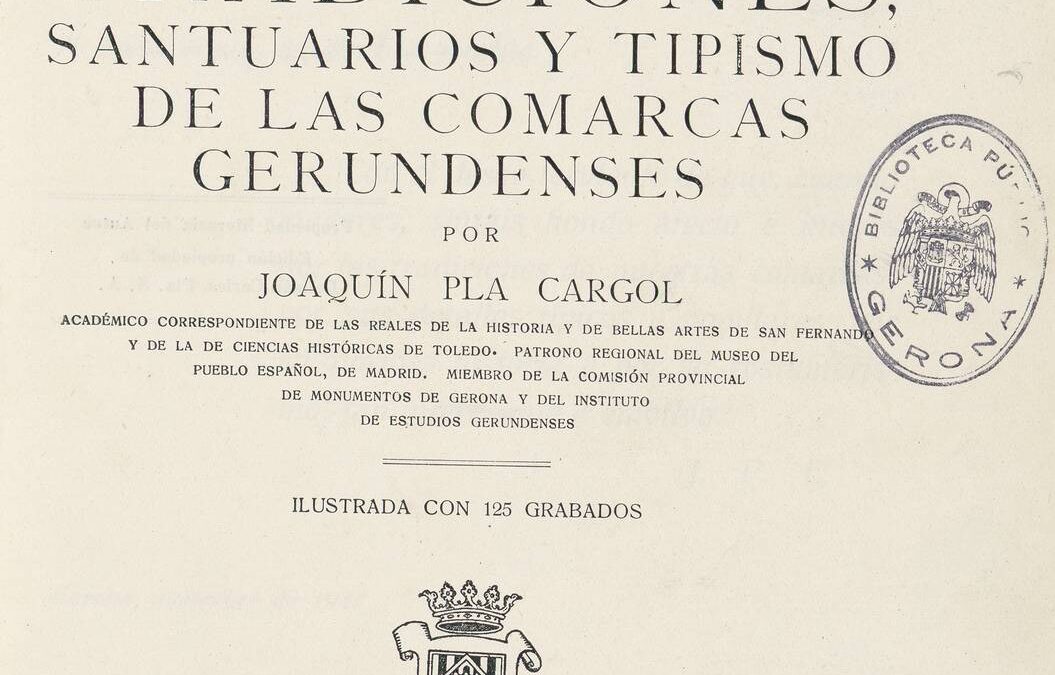 TRADICIONES,
SANTUARIOS Y TIPISMO
DE LAS COMARCAS
GERUNDENSES
POR
JOAQUÍN PLA CARGOL
ACADÉMICO CORRESPONDIENTE DE LAS REALES DE LA HISTORIA Y DE BELLAS ARTES DE SAN FERNANDO
Y DE LA DE CIENCIAS HISTÓRICAS DE TOLEDO. PATRONO REGIONAL DEL MUSEO DEL
PUEBLO ESPAÑOL, DE MADRID. MIEMBRO DE LA COMISIÓN PROVINCIAL
DE MONUMENTOS DE GERONA Y DEL INSTITUTO
DE ESTUDIOS GERUNDENSES
ILUSTRADA CON 125 GRABADOS
BIBLIOTECA
GERONA